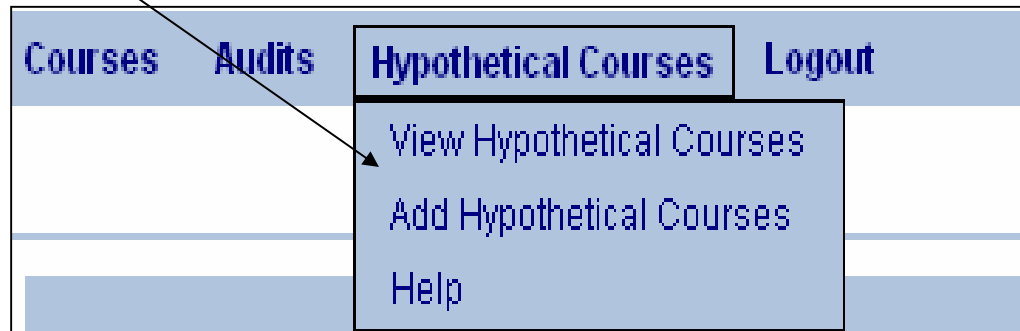 Courses Audits Hypothetical Courses Logout
View Hypothetical Courses
Add Hypothetical Courses
Help